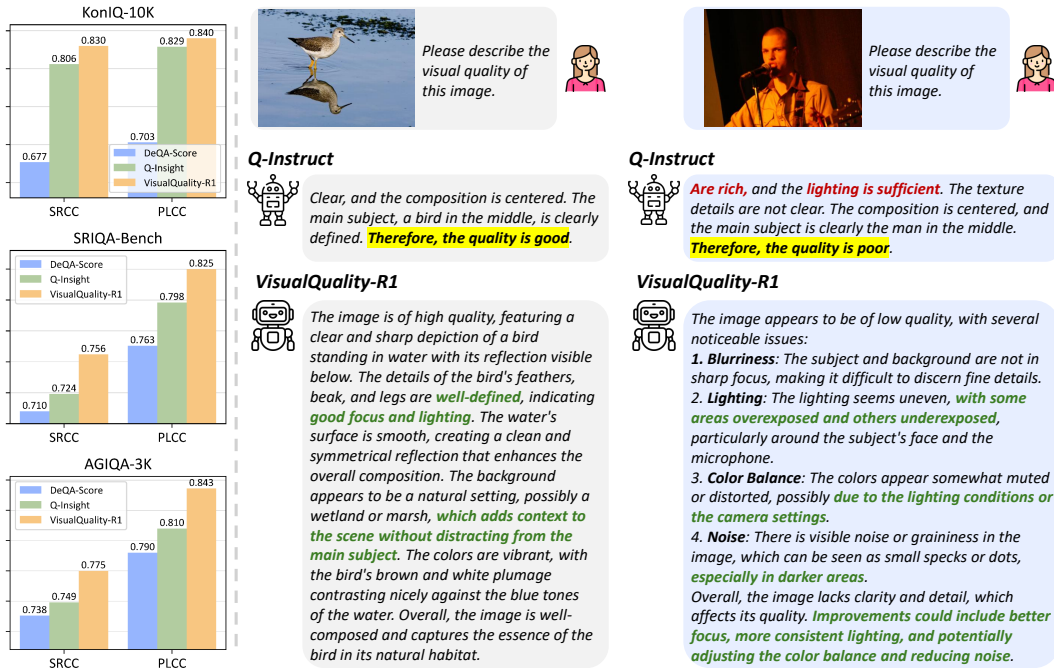 KonIQ-10K
0.677
0.806
0.830
0.703
0.829
0.840
DeQA-Score
Q-Insight
VisualQuality-R1
SRCC
PLCC
SRIQA-Bench
DeQA-Score
Q-Insight
VisualQuality-R1
0.710
0.724
0.756
0.763
0.798
0.825
SRCC
PLCC
AGIQA-3K
DeQA-Score
Q-Insight
VisualQuality-R1
0.738
0.749
0.775
0.790
0.810
0.843
SRCC
PLCC
Please describe the
visual quality of
this image.
Q-Instruct
Clear, and the composition is centered. The
main subject, a bird in the middle, is clearly
defined. Therefore, the quality is good.
VisualQuality-R1
The image is of high quality, featuring a
clear and sharp depiction of a bird
standing in water with its reflection visible
below. The details of the bird's feathers,
beak, and legs are well-defined, indicating
good focus and lighting. The water's
surface is smooth, creating a clean and
symmetrical reflection that enhances the
overall composition. The background
appears to be a natural setting, possibly a
wetland or marsh, which adds context to
the scene without distracting from the
main subject. The colors are vibrant, with
the bird's brown and white plumage
contrasting nicely against the blue tones
of the water. Overall, the image is well-
composed and captures the essence of the
bird in its natural habitat.
Please describe the
visual quality of
this image.
Q-Instruct
Are rich, and the lighting is sufficient. The texture
details are not clear. The composition is centered, and
the main subject is clearly the man in the middle.
Therefore, the quality is poor.
VisualQuality-R1
The image appears to be of low quality, with several
noticeable issues:
1. Blurriness: The subject and background are not in
sharp focus, making it difficult to discern fine details.
2. Lighting: The lighting seems uneven, with some
areas overexposed and others underexposed,
particularly around the subject's face and the
microphone.
3. Color Balance: The colors appear somewhat muted
or distorted, possibly due to the lighting conditions or
the camera settings.
4. Noise: There is visible noise or graininess in the
image, which can be seen as small specks or dots,
especially in darker areas.
Overall, the image lacks clarity and detail, which
affects its quality. Improvements could include better
focus, more consistent lighting, and potentially
adjusting the color balance and reducing noise.